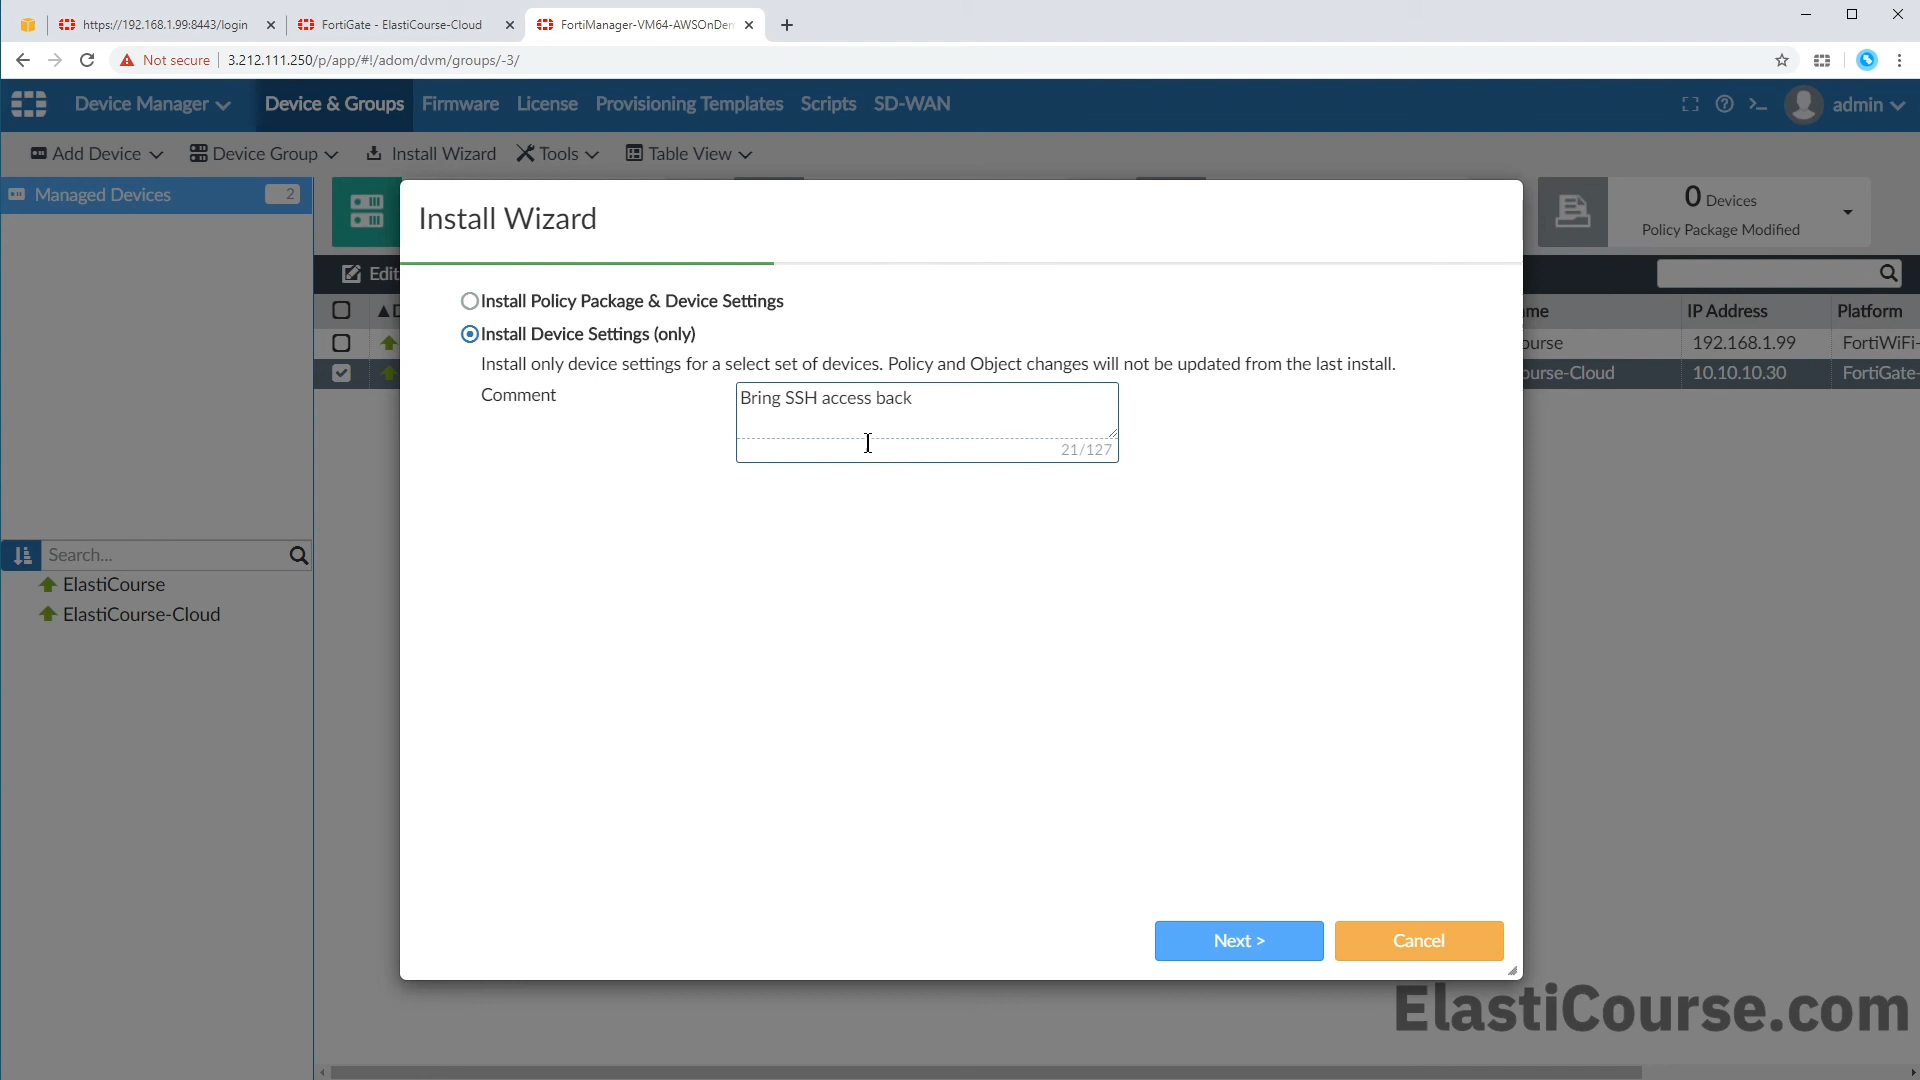 https://192.168.1.99:8443/login
FortiGate - ElastiCourse-Cloud
FortiManager-VM64-AWSOnDem
Not secure
3.212.111.250/p/app/#!/adom/dvm/groups/-3/
Device Manager
Device & Groups
Firmware
License
Provisioning Templates
Scripts
SD-WAN
admin
Add Device
Device Group
Install Wizard
Tools
Table View
Managed Devices
2
Install Wizard
0 Devices
Policy Package Modified
Edit
Install Policy Package & Device Settings
Install Device Settings (only)
Install only device settings for a select set of devices. Policy and Object changes will not be updated from the last install.
Comment
Bring SSH access back
21/127
me
IP Address
Platform
ourse
192.168.1.99
FortiWiFi-
ourse-Cloud
10.10.10.30
FortiGate-
Search...
ElastiCourse
ElastiCourse-Cloud
Next >
Cancel
ElastiCourse.com